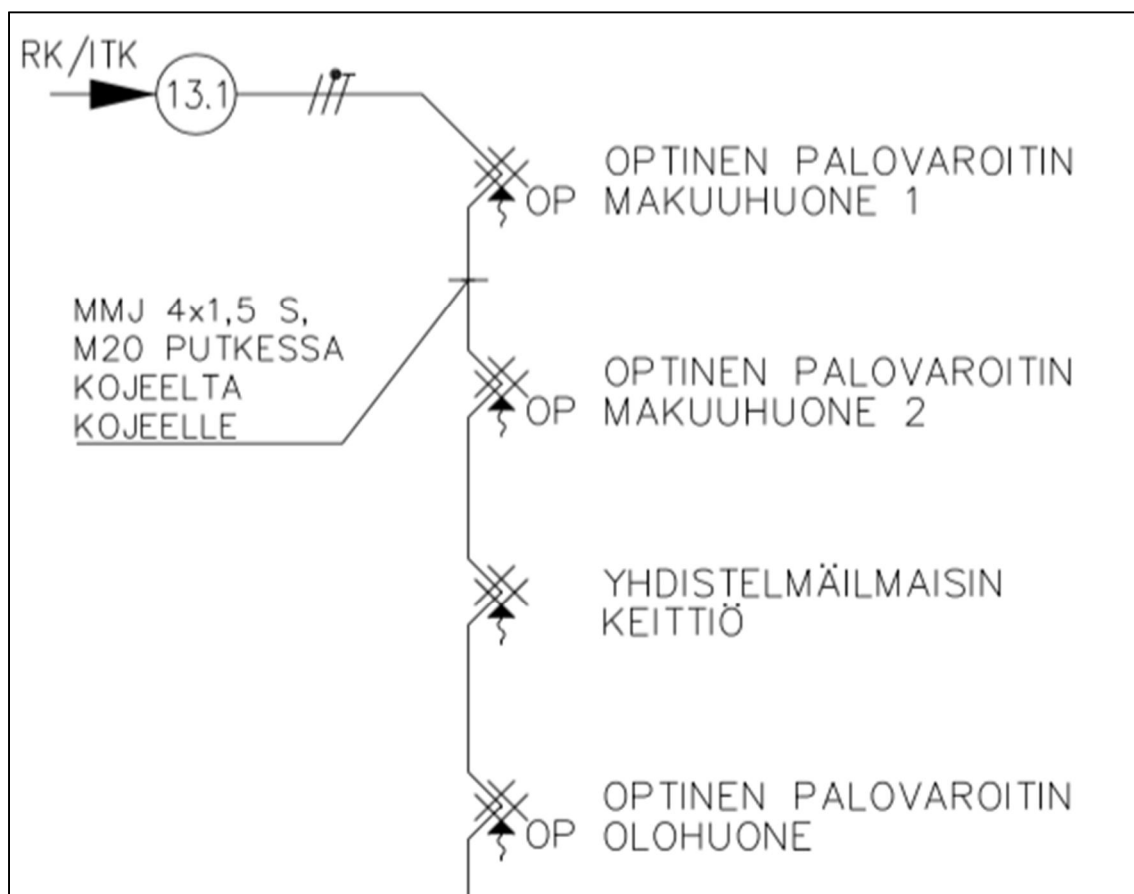 RK/ITK
13.1
OPTINEN PALOVAROITIN
OP MAKUUHUONE 1
MMJ 4x1,5 S,
M20 PUTKESSA
KOJEELTA
KOJEELLE
OPTINEN PALOVAROITIN
OP MAKUUHUONE 2
YHDISTELMÄILMAISIN
KEITTIÖ
OPTINEN PALOVAROITIN
OP OLOHUONE